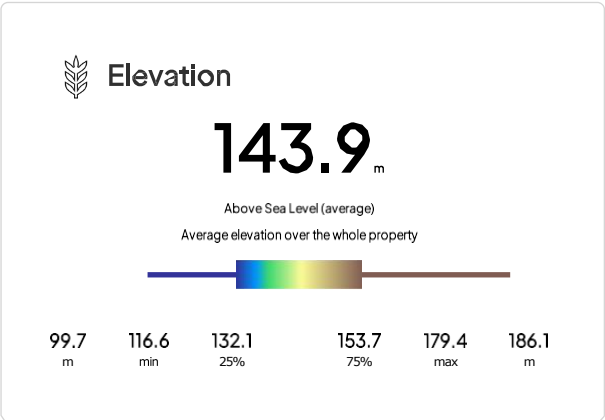 Elevation
143.9 m
Above Sea Level (average)
Average elevation over the whole property
99.7 116.6 132.1 153.7 179.4 186.1
m min 25% 75% max m